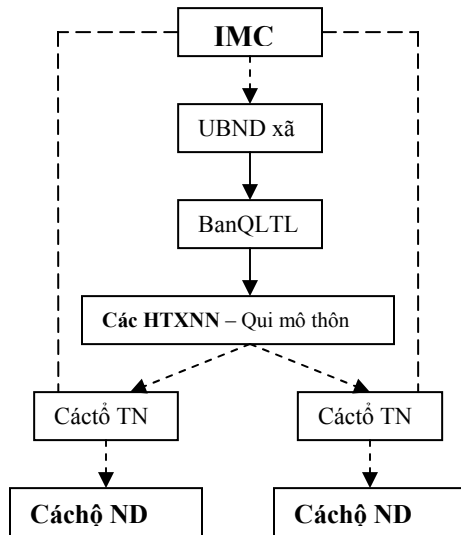 IMC
UBND xã
BanQLTL
Các HTXNN – Qui mô thôn
Cáctổ TN
Cáctổ TN
Cáchộ ND
Cáchộ ND